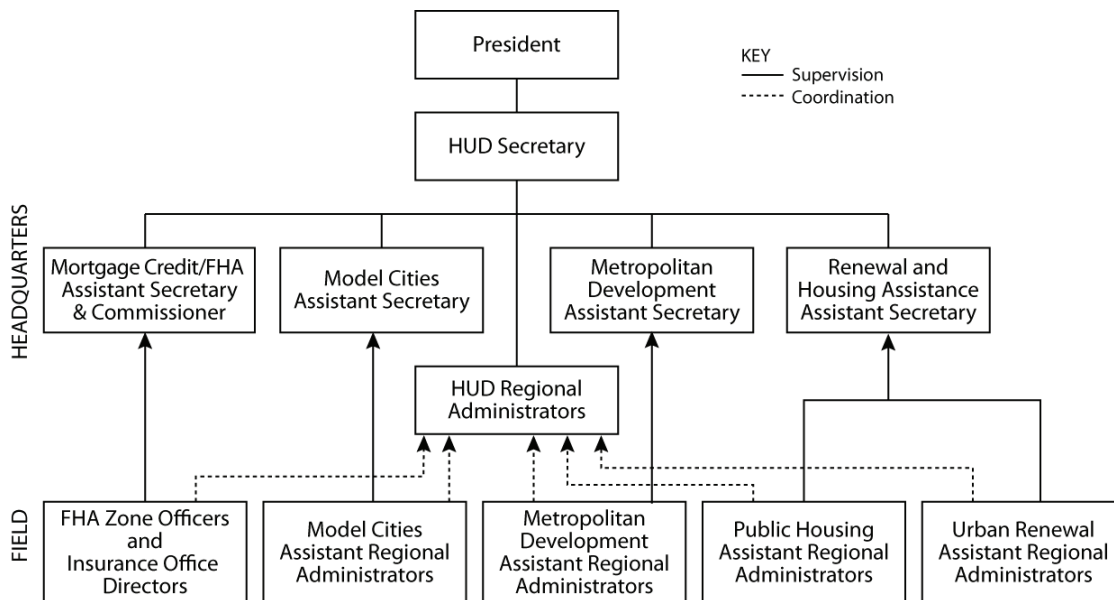 President
KEY
Supervision
Coordination
HUD Secretary
HEADQUARTERS
Mortgage Credit/FHA
Assistant Secretary
& Commissioner
Model Cities
Assistant Secretary
Metropolitan
Development
Assistant Secretary
Renewal and
Housing Assistance
Assistant Secretary
HUD Regional
Administrators
FIELD
FHA Zone Officers
and
Insurance Office
Directors
Model Cities
Assistant Regional
Administrators
Metropolitan
Development
Assistant Regional
Administrators
Public Housing
Assistant Regional
Administrators
Urban Renewal
Assistant Regional
Administrators